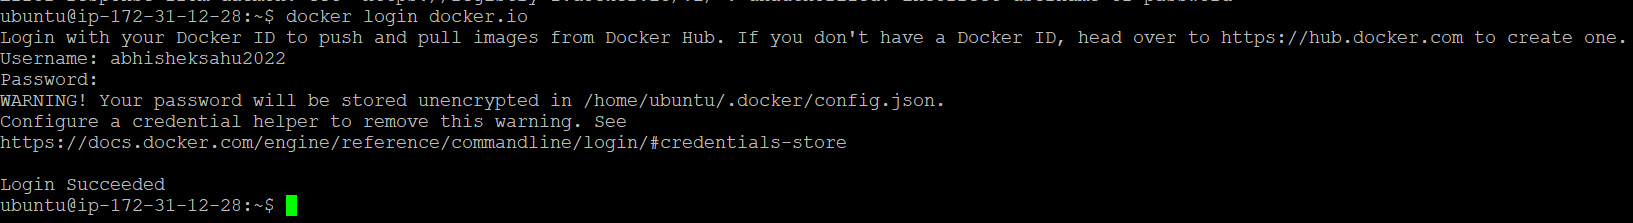 ubuntu@ip-172-31-12-28:~$ docker login docker.io
Login with your Docker ID to push and pull images from Docker Hub. If you don't have a Docker ID, head over to https://hub.docker.com to create one.
Username: abhisheksahu2022
Password:
WARNING! Your password will be stored unencrypted in /home/ubuntu/.docker/config.json.
Configure a credential helper to remove this warning. See
https://docs.docker.com/engine/reference/commandline/login/#credentials-store
Login Succeeded
ubuntu@ip-172-31-12-28:~$